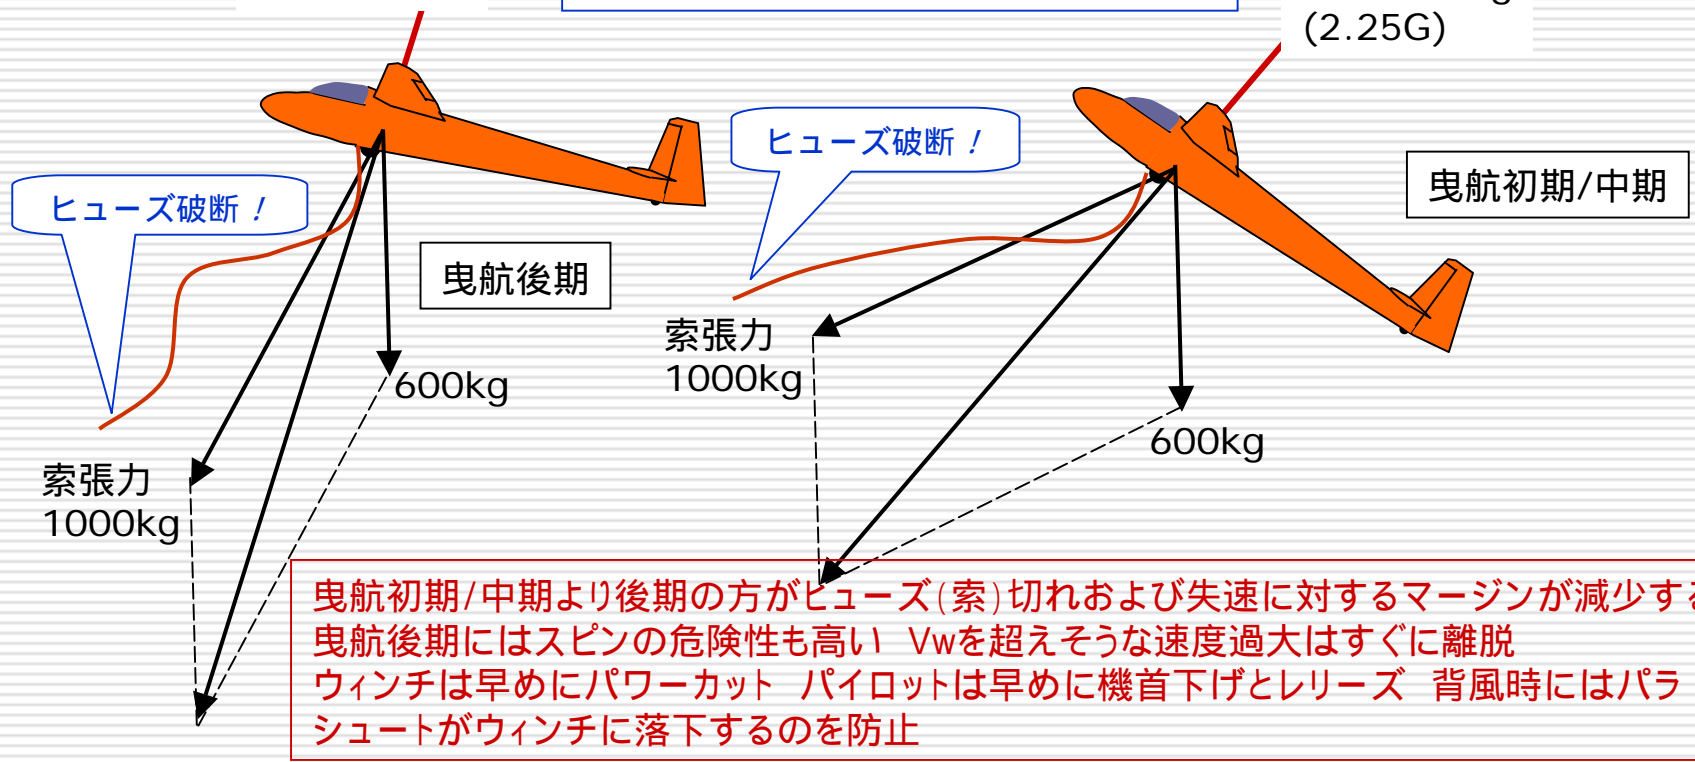 (2.25G)
ヒューズ破断！
ヒューズ破断！
曳航初期/中期
曳航後期
索張力
1000kg
600kg
600kg
索張力
1000kg
曳航初期/中期より後期の方がヒューズ(索)切れおよび失速に対するマージンが減少する
曳航後期にはスピンの危険性も高い Vwを超えそうな速度過大はすぐに離脱
ウィンチは早めにパワーカット パイロットは早めに機首下げとレリーズ 背風時にはパラ
シュートがウィンチに落下するのを防止